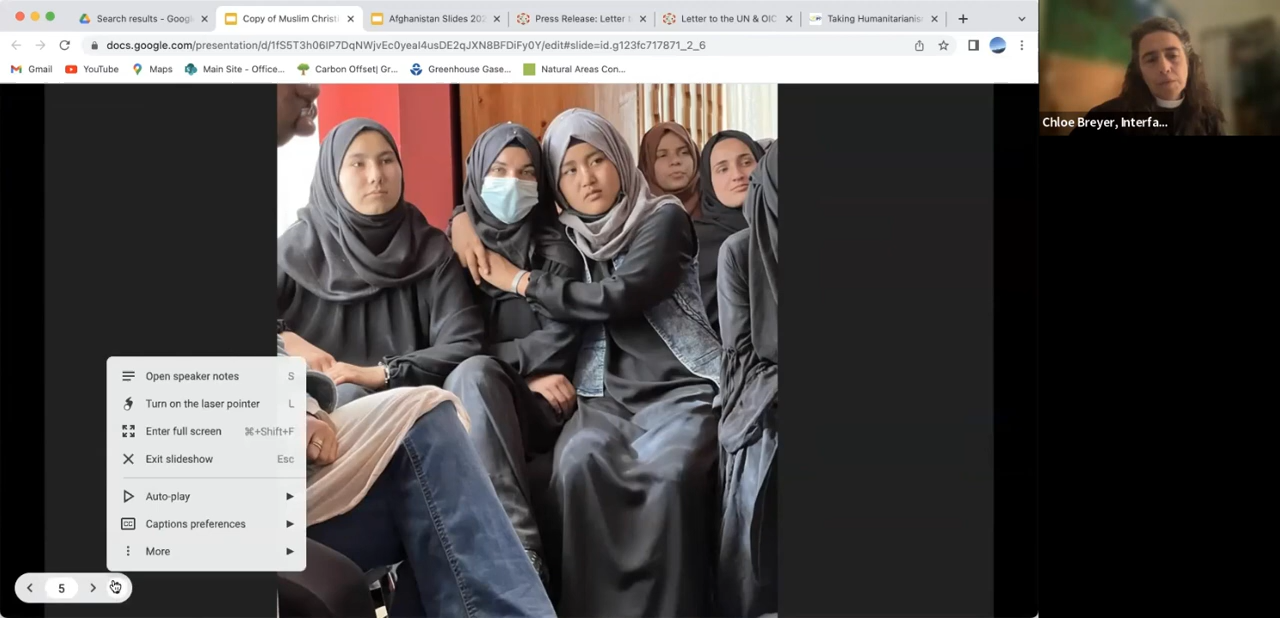 Search results - Googl
Copy of Muslim Christi
Afghanistan Slides 202
Press Release: Letter t
Letter to the UN & OIC
Taking Humanitarianis
docs.google.com/presentation/d/1fS5T3h06IP7DqNWjvEc0yeaI4usDE2qJXN8BFDiFy0Y/edit#slide=id.g123fc717871_2_6
Gmail
YouTube
Maps
Main Site - Office...
Carbon Offset| Gr...
Greenhouse Gase...
Natural Areas Con...
Chloe Breyer, Interfa...
Open speaker notes S
Turn on the laser pointer L
Enter full screen ⌘+Shift+F
Exit slideshow Esc
Auto-play
CC Captions preferences
More
5